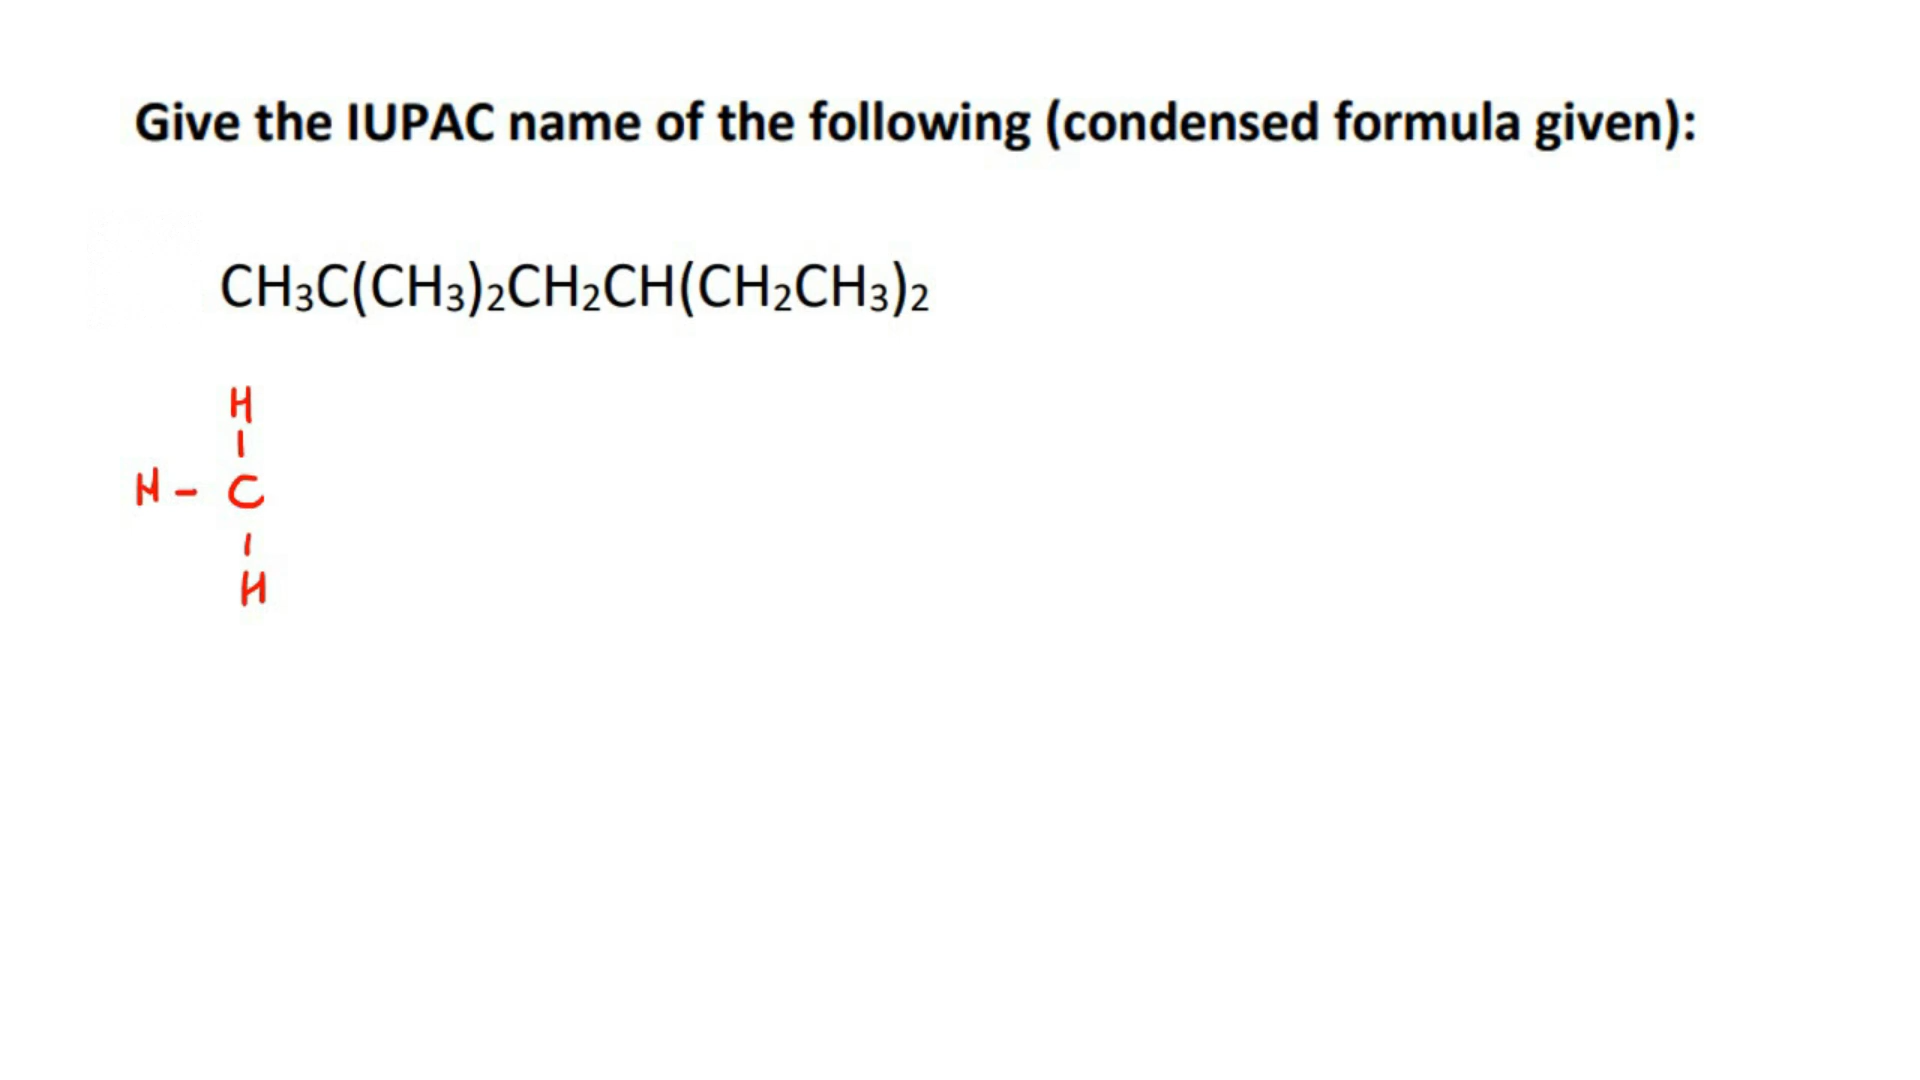 Give the IUPAC name of the following (condensed formula given):
CH₃C(CH₃)₂CH₂CH(CH₂CH₃)₂
H
H - C
H